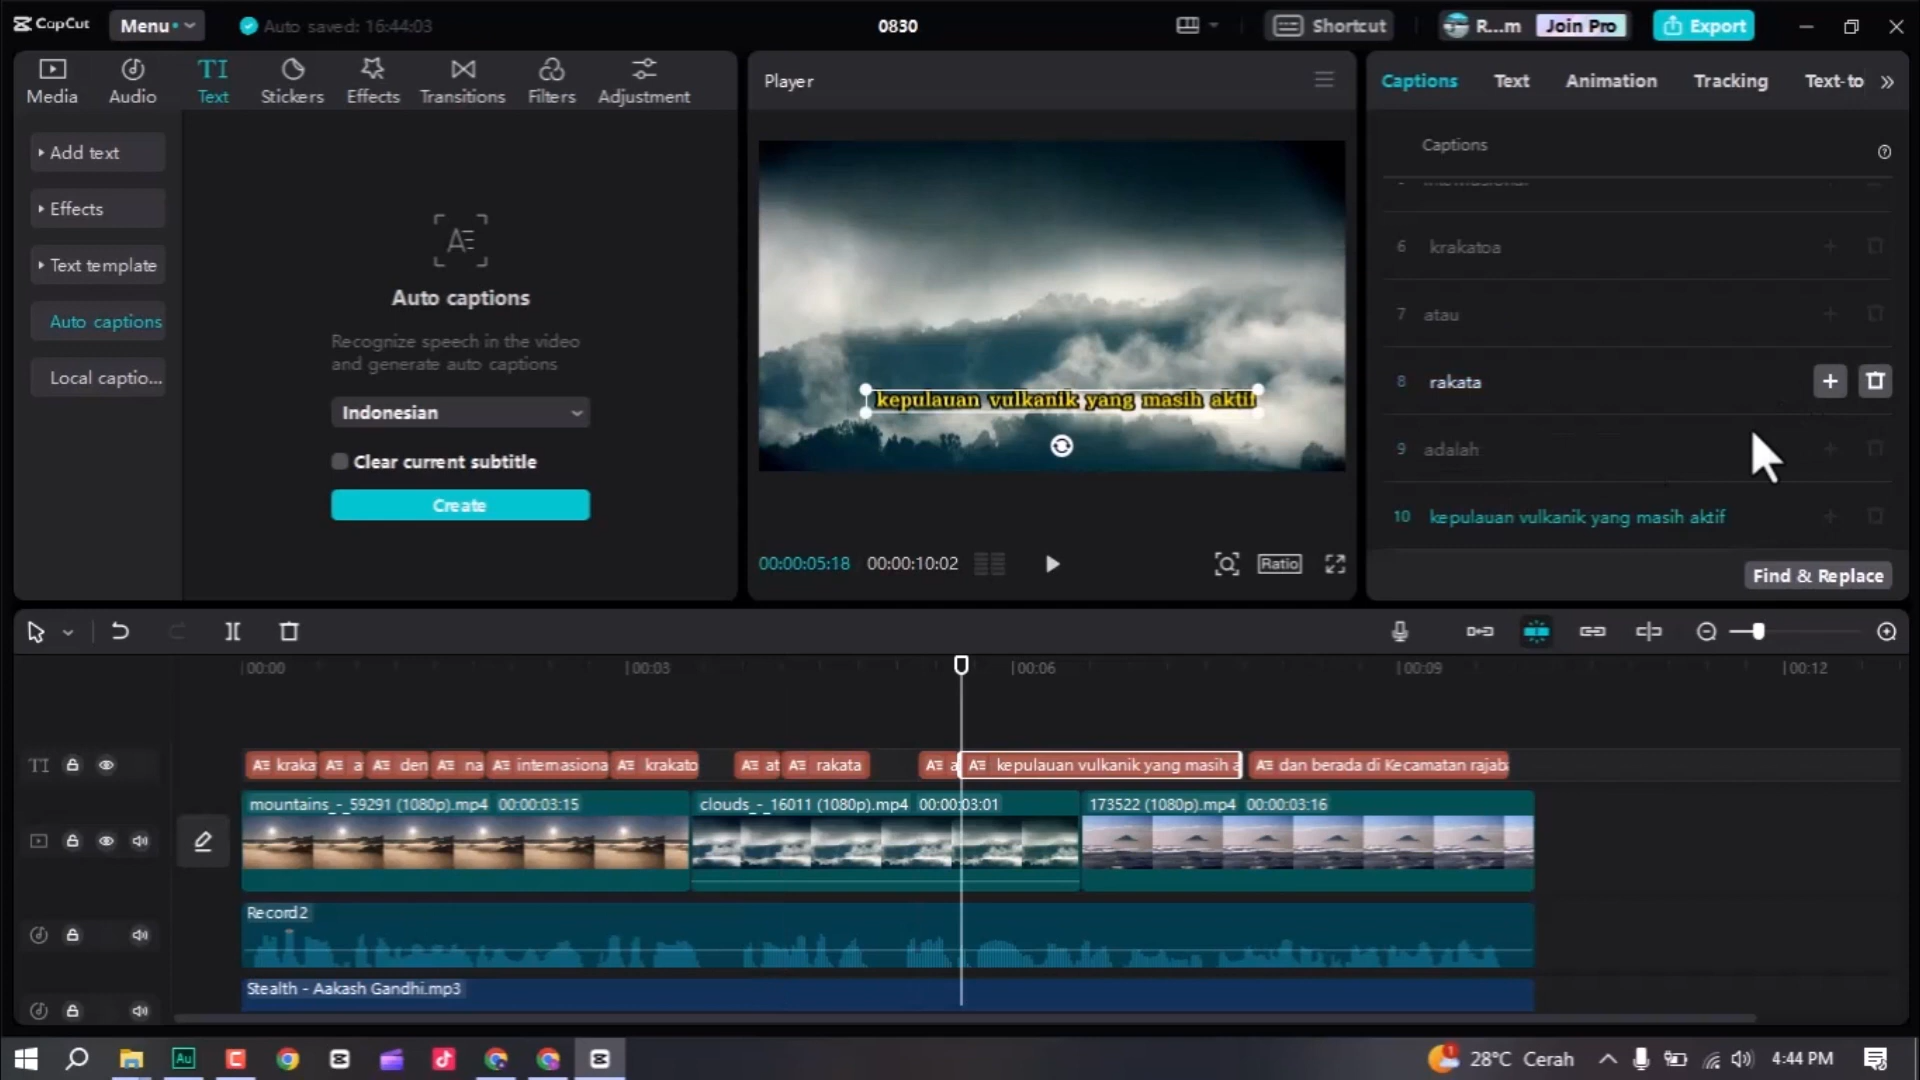 CapCut
Menu
Auto saved: 16:44:03
0830
Shortcut
R...m
Join Pro
Export
Media
Audio
TI
Text
Stickers
Effects
Transitions
Filters
Adjustment
Add text
Effects
Text template
Auto captions
Local captio...
Auto captions
Recognize speech in the video
and generate auto captions
Indonesian
Clear current subtitle
Create
Player
kepulauan vulkanik yang masih aktif
00:00:05:18
00:00:10:02
Ratio
Captions
Text
Animation
Tracking
Text-to
Captions
6 krakatoa
7 atau
8 rakata
9 adalah
10 kepulauan vulkanik yang masih aktif
Find & Replace
00:00
00:03
00:06
00:09
00:12
TI
kraka
a
den
na
internasiona
krakato
at
rakata
a
kepulauan vulkanik yang masih a
dan berada di Kecamatan rajab
mountains_-_59291 (1080p).mp4 00:00:03:15
clouds_-_16011 (1080p).mp4 00:00:03:01
173522 (1080p).mp4 00:00:03:16
Record2
Stealth - Aakash Gandhi.mp3
Au
1
28°C Cerah
4:44 PM